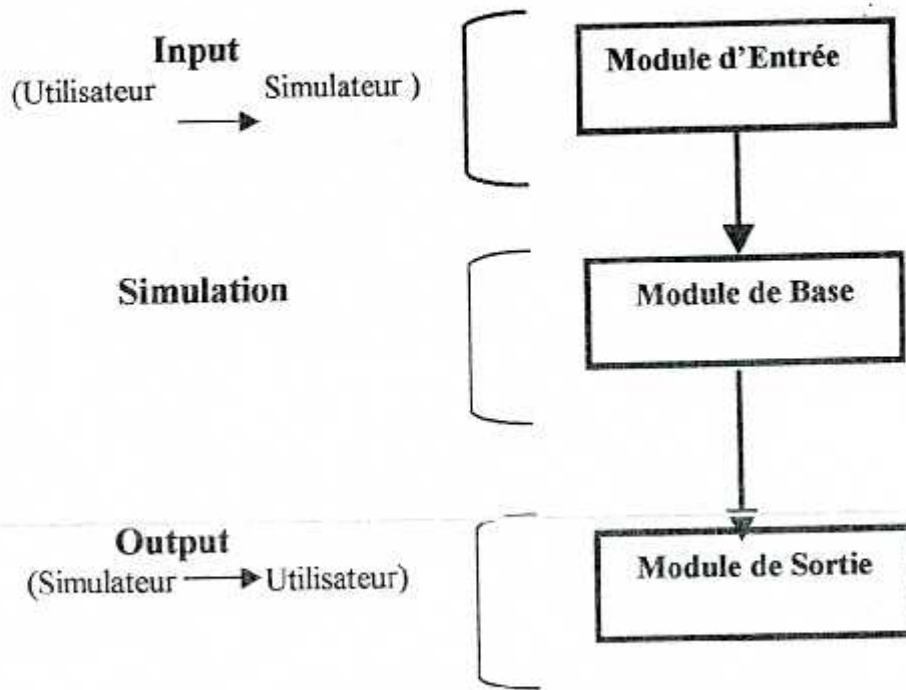 Input
(Utilisateur → Simulateur )
Module d'Entrée
Simulation
Module de Base
Output
(Simulateur → Utilisateur)
Module de Sortie